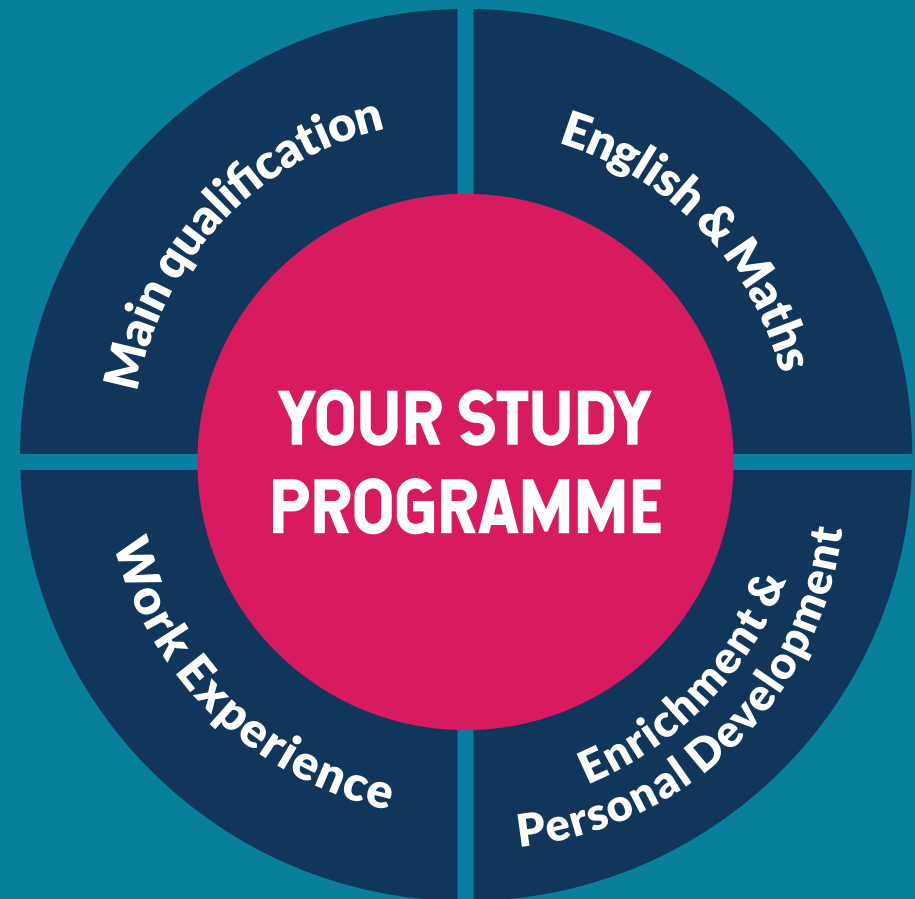 Main qualification
English & Maths
YOUR STUDY
PROGRAMME
Work Experience
Enrichment &
Personal Development